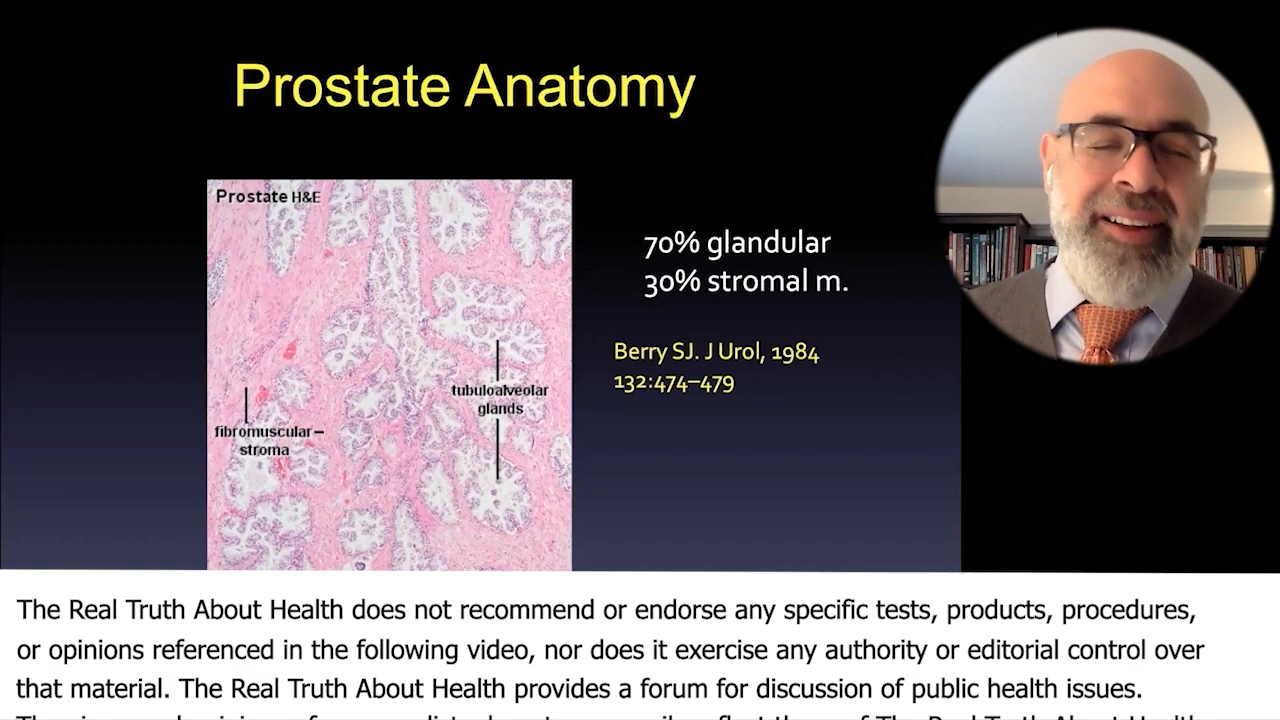 Prostate Anatomy
Prostate H&E
70% glandular
30% stromal m.
Berry SJ. J Urol, 1984
132:474–479
tubuloalveolar
glands
fibromuscular
stroma
The Real Truth About Health does not recommend or endorse any specific tests, products, procedures,
or opinions referenced in the following video, nor does it exercise any authority or editorial control over
that material. The Real Truth About Health provides a forum for discussion of public health issues.